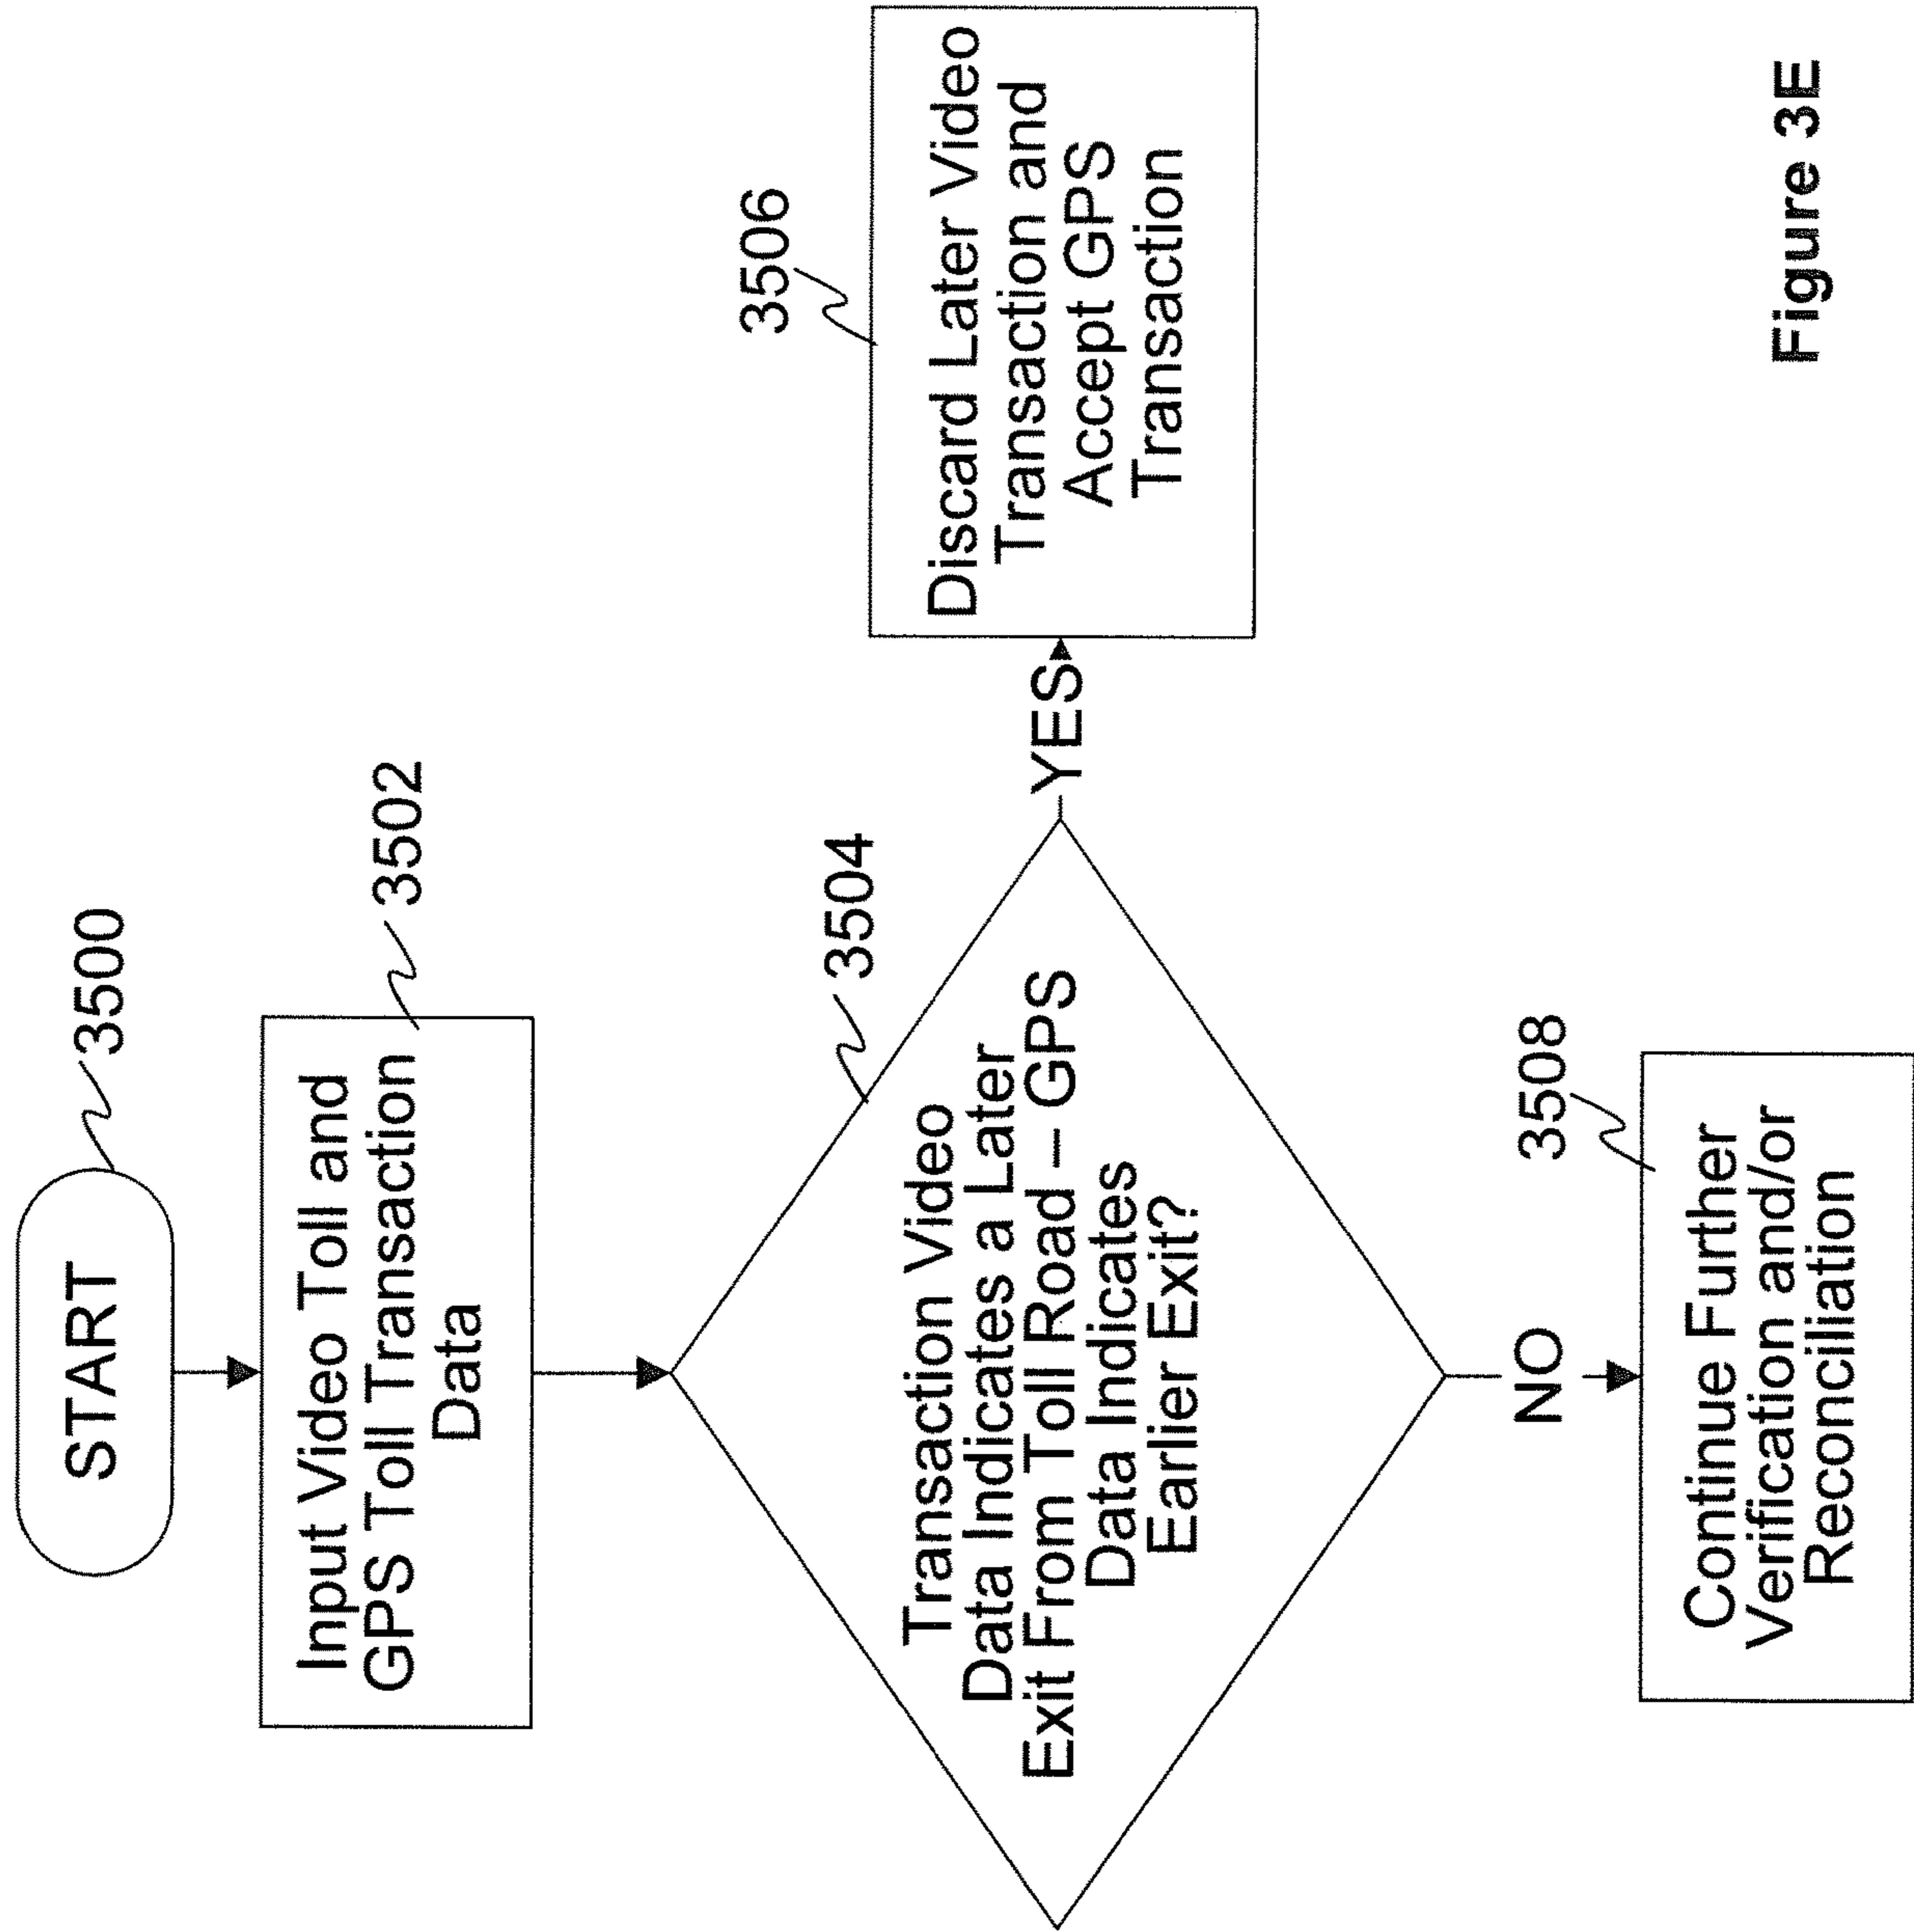 START
3500
Input Video Toll and
GPS Toll Transaction
Data
3502
Transaction Video
Data Indicates a Later
Exit From Toll Road – GPS
Data Indicates
Earlier Exit?
3504
YES
Discard Later Video
Transaction and
Accept GPS
Transaction
3506
NO
Continue Further
Verification and/or
Reconciliation
3508
Figure 3E